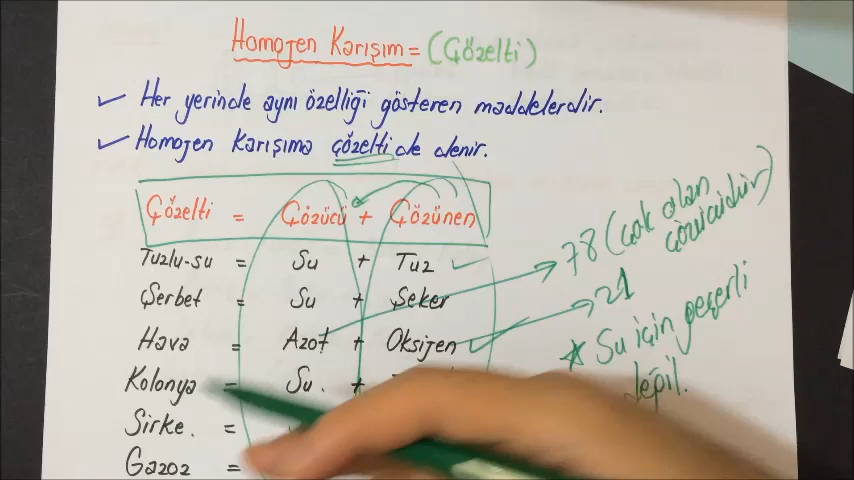 Homojen Karışım = (Çözelti)
✓ Her yerinde aynı özelliği gösteren maddelerdir.
✓ Homojen Karışıma çözelti de denir.
Çözelti = Çözücü + Çözünen
Tuzlu-su = Su + Tuz ✓
Şerbet = Su + Şeker
Hava = Azot + Oksijen ✓
Kolonya = Su +
Sirke =
Gazoz =
78 (çok olan
çözücüdür)
21
* Su için geçerli
değil.